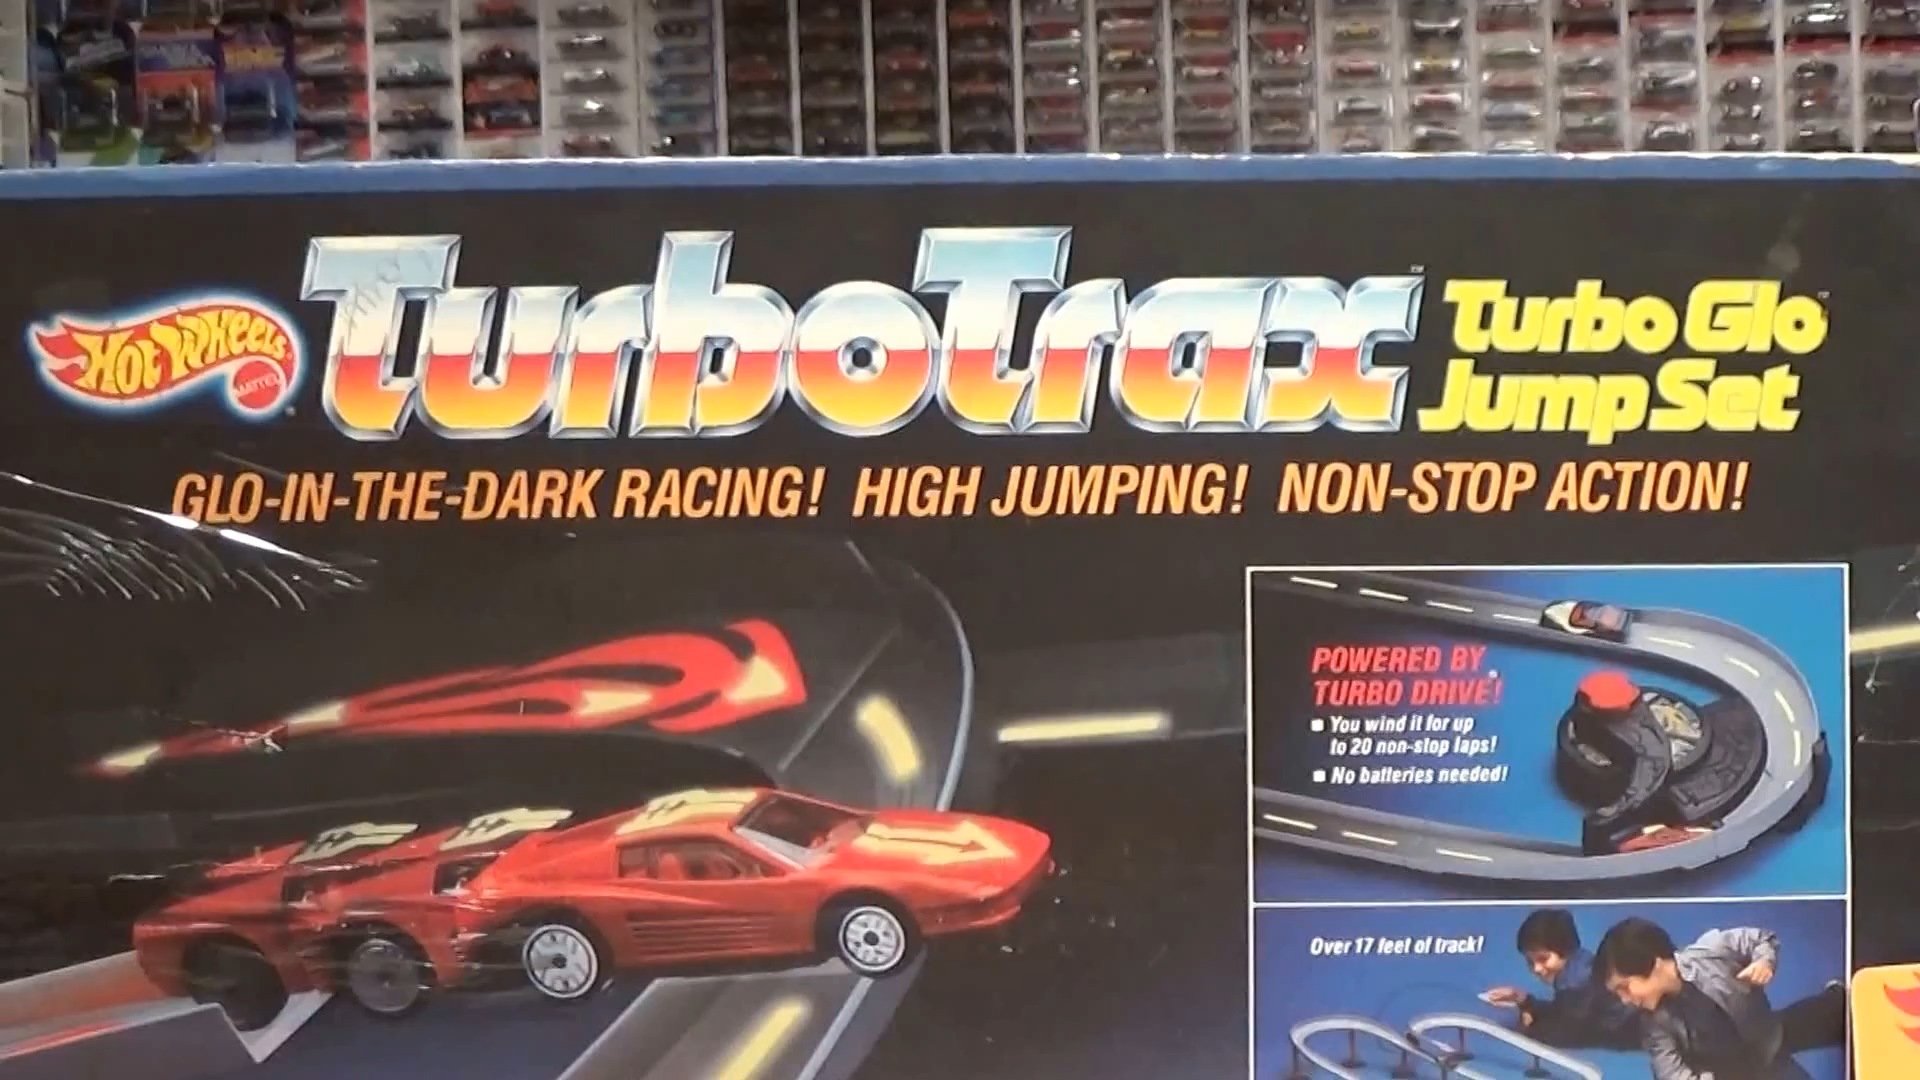 HOT WHEELS
MATTEL
TurboTrax™
Turbo Glo™
Jump Set
GLO-IN-THE-DARK RACING! HIGH JUMPING! NON-STOP ACTION!
POWERED BY
TURBO DRIVE!
■ You wind it for up
to 20 non-stop laps!
■ No batteries needed!
Over 17 feet of track!